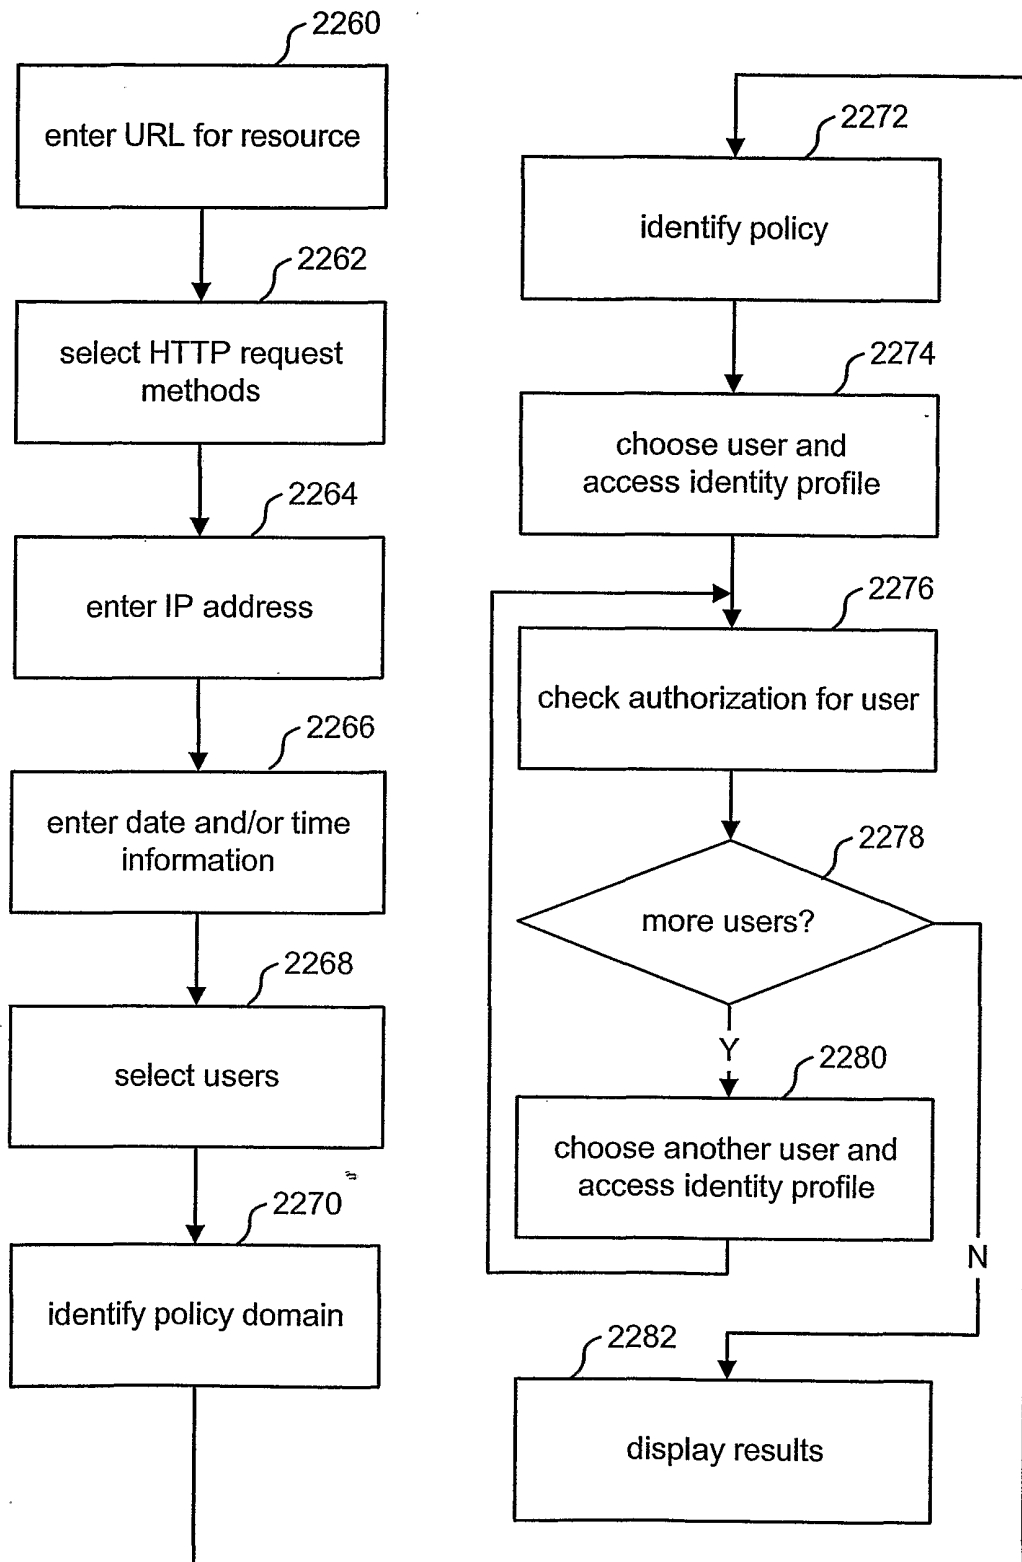 2260
enter URL for resource
2262
select HTTP request
methods
2264
enter IP address
2266
enter date and/or time
information
2268
select users
2270
identify policy domain
2272
identify policy
2274
choose user and
access identity profile
2276
check authorization for user
2278
more users?
Y
2280
choose another user and
access identity profile
N
2282
display results